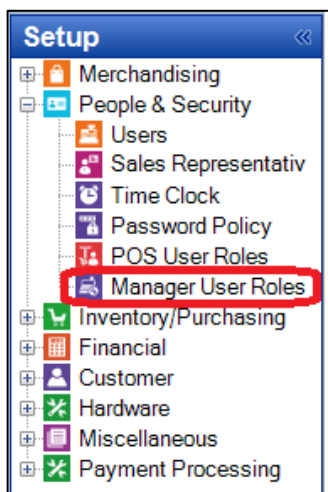 Setup
Merchandising
People & Security
Users
Sales Representativ
Time Clock
Password Policy
POS User Roles
Manager User Roles
Inventory/Purchasing
Financial
Customer
Hardware
Miscellaneous
Payment Processing